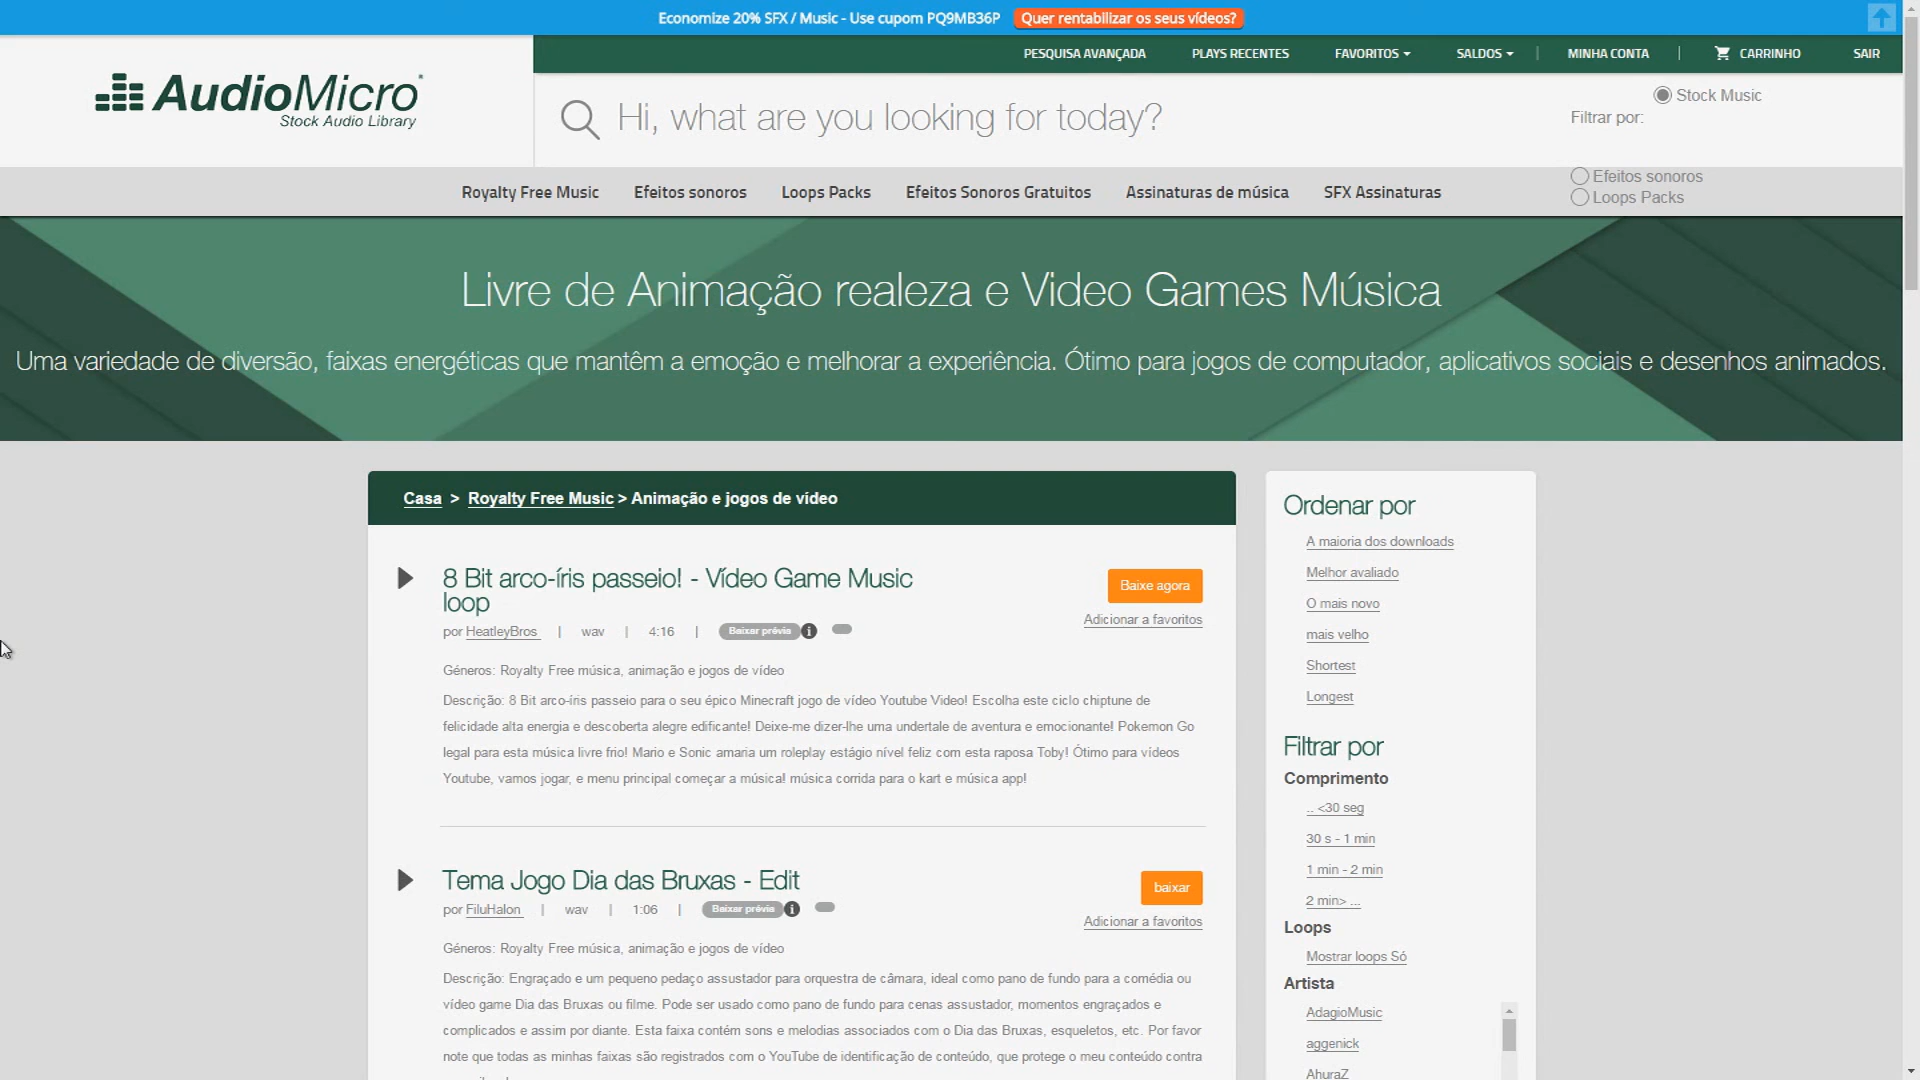 Economize 20% SFX / Music - Use cupom PQ9MB36P Quer rentabilizar os seus vídeos?
PESQUISA AVANÇADA PLAYS RECENTES FAVORITOS SALDOS | MINHA CONTA | CARRINHO SAIR
AudioMicro
Stock Audio Library
Hi, what are you looking for today?
Stock Music
Filtrar por:
Efeitos sonoros
Loops Packs
Royalty Free Music Efeitos sonoros Loops Packs Efeitos Sonoros Gratuitos Assinaturas de música SFX Assinaturas
Livre de Animação realeza e Video Games Música
Uma variedade de diversão, faixas energéticas que mantêm a emoção e melhorar a experiência. Ótimo para jogos de computador, aplicativos sociais e desenhos animados.
Casa > Royalty Free Music > Animação e jogos de vídeo
8 Bit arco-íris passeio! - Vídeo Game Music
loop
Baixe agora
por HeatleyBros | wav | 4:16 | Baixar prévia i
Adicionar a favoritos
Géneros: Royalty Free música, animação e jogos de vídeo
Descrição: 8 Bit arco-íris passeio para o seu épico Minecraft jogo de vídeo Youtube Video! Escolha este ciclo chiptune de
felicidade alta energia e descoberta alegre edificante! Deixe-me dizer-lhe uma undertale de aventura e emocionante! Pokemon Go
legal para esta música livre frio! Mario e Sonic amaria um roleplay estágio nível feliz com esta raposa Toby! Ótimo para vídeos
Youtube, vamos jogar, e menu principal começar a música! música corrida para o kart e música app!
Tema Jogo Dia das Bruxas - Edit
baixar
por FiluHalon | wav | 1:06 | Baixar prévia i
Adicionar a favoritos
Géneros: Royalty Free música, animação e jogos de vídeo
Descrição: Engraçado e um pequeno pedaço assustador para orquestra de câmara, ideal como pano de fundo para a comédia ou
vídeo game Dia das Bruxas ou filme. Pode ser usado como pano de fundo para cenas assustador, momentos engraçados e
complicados e assim por diante. Esta faixa contém sons e melodias associados com o Dia das Bruxas, esqueletos, etc. Por favor
note que todas as minhas faixas são registrados com o YouTube de identificação de conteúdo, que protege o meu conteúdo contra
Ordenar por
A maioria dos downloads
Melhor avaliado
O mais novo
mais velho
Shortest
Longest
Filtrar por
Comprimento
.. <30 seg
30 s - 1 min
1 min - 2 min
2 min> ...
Loops
Mostrar loops Só
Artista
AdagioMusic
aggenick
AhuraZ